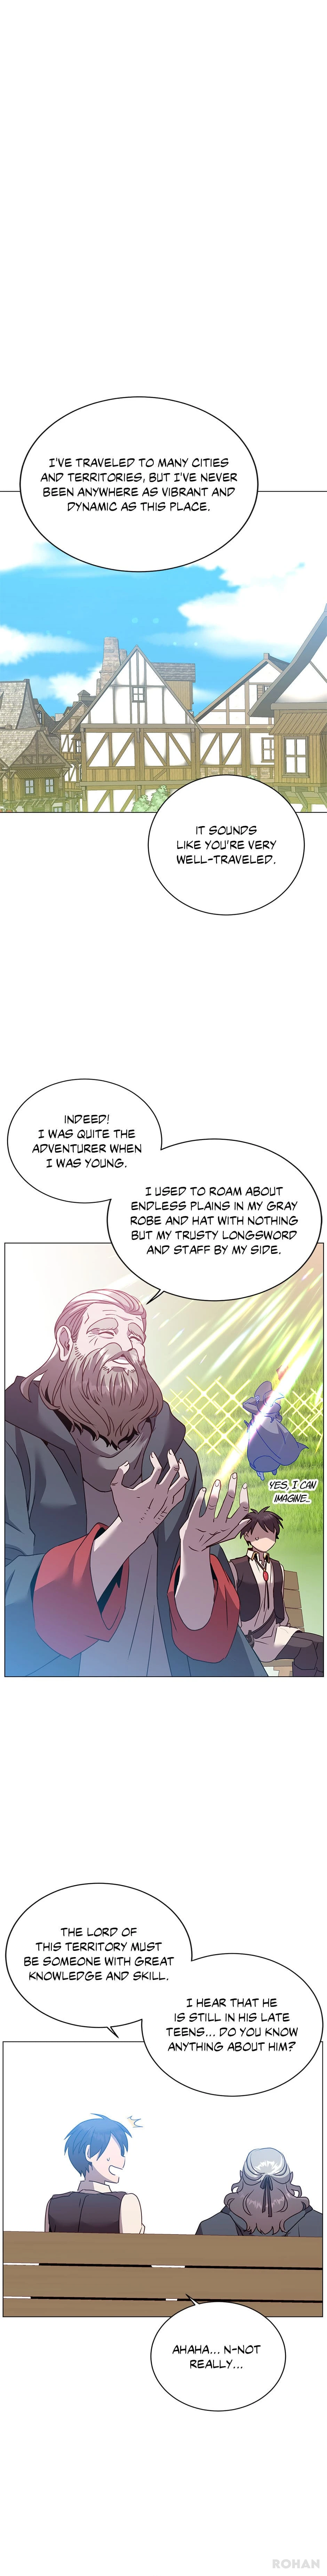 I'VE TRAVELED TO MANY CITIES
AND TERRITORIES, BUT I'VE NEVER
BEEN ANYWHERE AS VIBRANT AND
DYNAMIC AS THIS PLACE.
IT SOUNDS
LIKE YOU'RE VERY
WELL-TRAVELED.
INDEED!
I WAS QUITE THE
ADVENTURER WHEN
I WAS YOUNG.
I USED TO ROAM ABOUT
ENDLESS PLAINS IN MY GRAY
ROBE AND HAT WITH NOTHING
BUT MY TRUSTY LONGSWORD
AND STAFF BY MY SIDE.
YES, I CAN
IMAGINE..
THE LORD OF
THIS TERRITORY MUST
BE SOMEONE WITH GREAT
KNOWLEDGE AND SKILL.
I HEAR THAT HE
IS STILL IN HIS LATE
TEENS... DO YOU KNOW
ANYTHING ABOUT HIM?
AHAHA... N-NOT
REALLY...
ROHAN